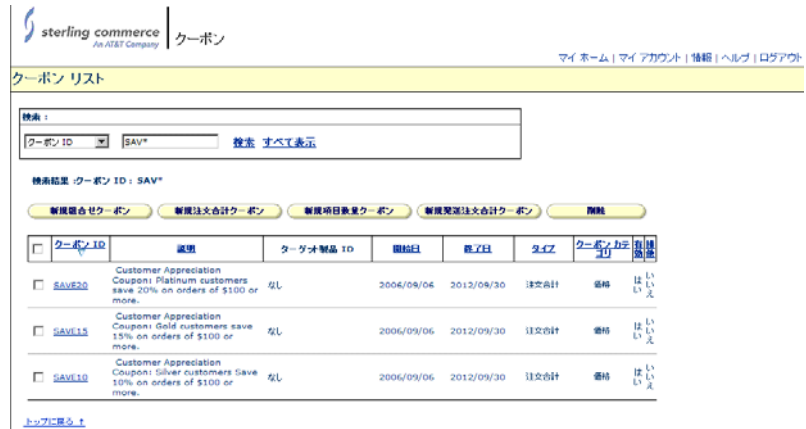 sterling commerce
An AT&T Company
クーポン
マイ ホーム | マイ アカウント | 情報 | ヘルプ | ログアウト
クーポン リスト
検索 :
クーポン ID SAV* 検索 すべて表示
検索結果 :クーポン ID : SAV*
新規組合せクーポン 新規注文合計クーポン 新規項目数量クーポン 新規発送注文合計クーポン 削除
クーポン ID 説明 ターゲット製品 ID 開始日 終了日 タイプ クーポン カテゴリ 有効
Customer Appreciation
Coupon: Platinum customers
save 20% on orders of $100 or
more.
SAVE20 なし 2006/09/06 2012/09/30 注文合計 価格 はい いいえ
Customer Appreciation
Coupon: Gold customers save
15% on orders of $100 or
more.
SAVE15 なし 2006/09/06 2012/09/30 注文合計 価格 はい いいえ
Customer Appreciation
Coupon: Silver customers Save
10% on orders of $100 or
more.
SAVE10 なし 2006/09/06 2012/09/30 注文合計 価格 はい いいえ
トップに戻る ↑